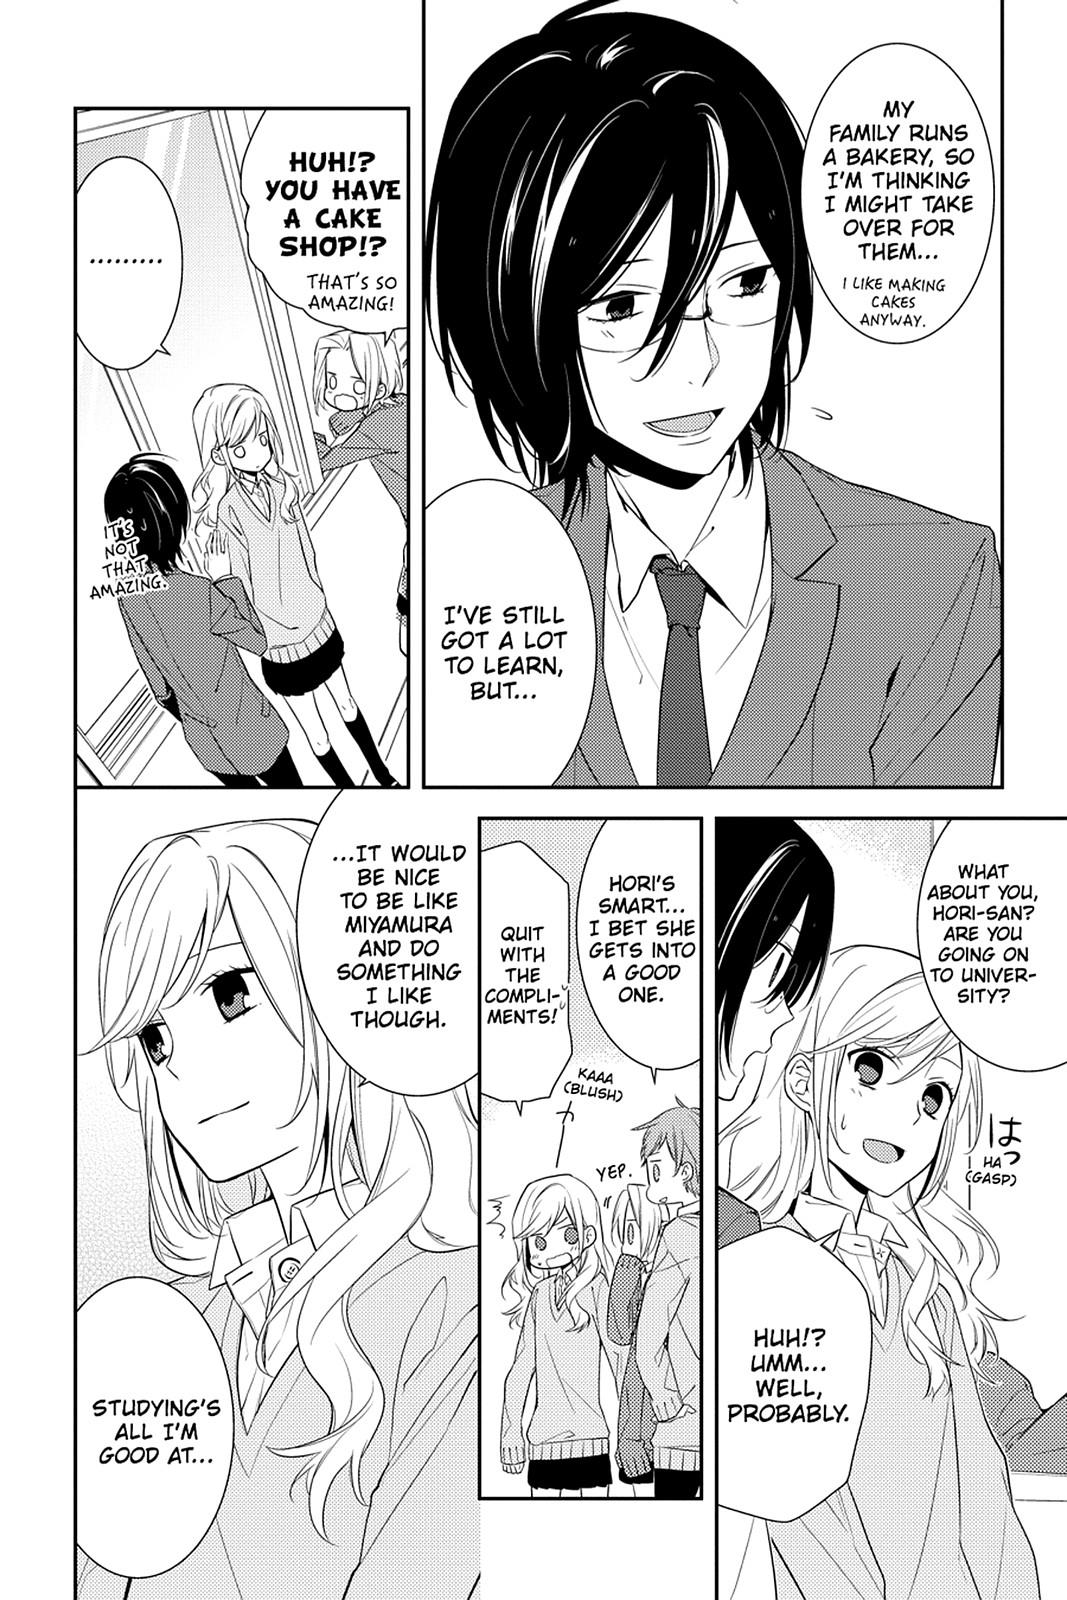 MY
FAMILY RUNS
A BAKERY, SO
I'M THINKING
I MIGHT TAKE
OVER FOR
THEM...
I LIKE MAKING
CAKES
ANYWAY.
I'VE STILL
GOT A LOT
TO LEARN,
BUT...
HUH!?
YOU HAVE
A CAKE
SHOP!?
THAT'S SO
AMAZING!
.........
IT'S
NOT
THAT
AMAZING.
WHAT
ABOUT YOU,
HORI-SAN?
ARE YOU
GOING ON
TO UNIVER-
SITY?
はっ
HA
(GASP)
HUH!?
UMM...
WELL,
PROBABLY.
HORI'S
SMART...
I BET SHE
GETS INTO
A GOOD
ONE.
YEP.
QUIT
WITH
THE
COMPLI-
MENTS!
KAAA
(BLUSH)
...IT WOULD
BE NICE
TO BE LIKE
MIYAMURA
AND DO
SOMETHING
I LIKE
THOUGH.
STUDYING'S
ALL I'M
GOOD AT...